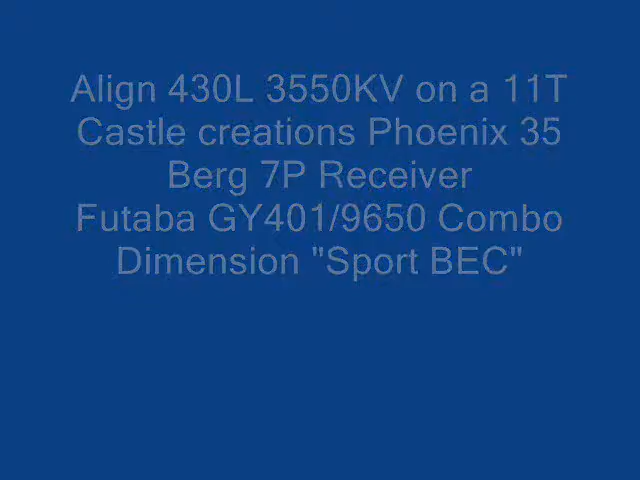 Align 430L 3550KV on a 11T
Castle creations Phoenix 35
Berg 7P Receiver
Futaba GY401/9650 Combo
Dimension "Sport BEC"